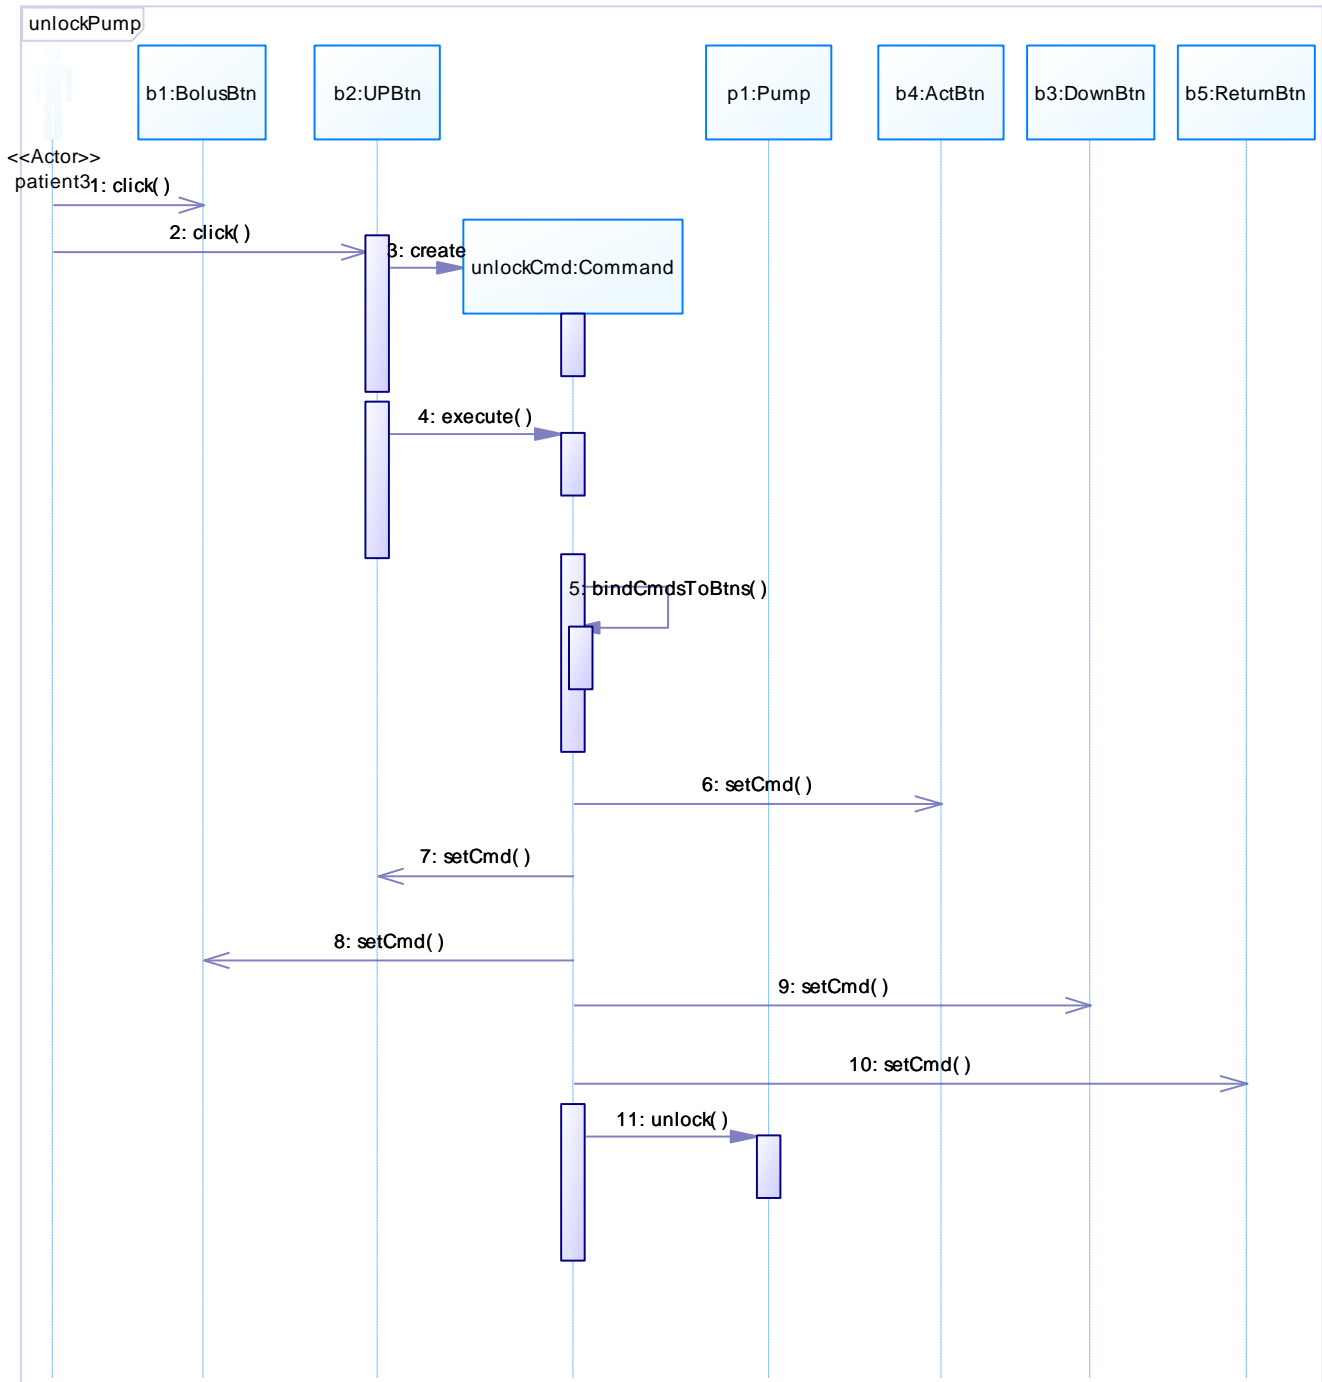 unlockPump
b1:BolusBtn
b2:UPBtn
p1:Pump
b4:ActBtn
b3:DownBtn
b5:ReturnBtn
<<Actor>>
patient3
1: click( )
2: click( )
3: create
unlockCmd:Command
4: execute( )
5: bindCmdsToBtns( )
6: setCmd( )
7: setCmd( )
8: setCmd( )
9: setCmd( )
10: setCmd( )
11: unlock( )